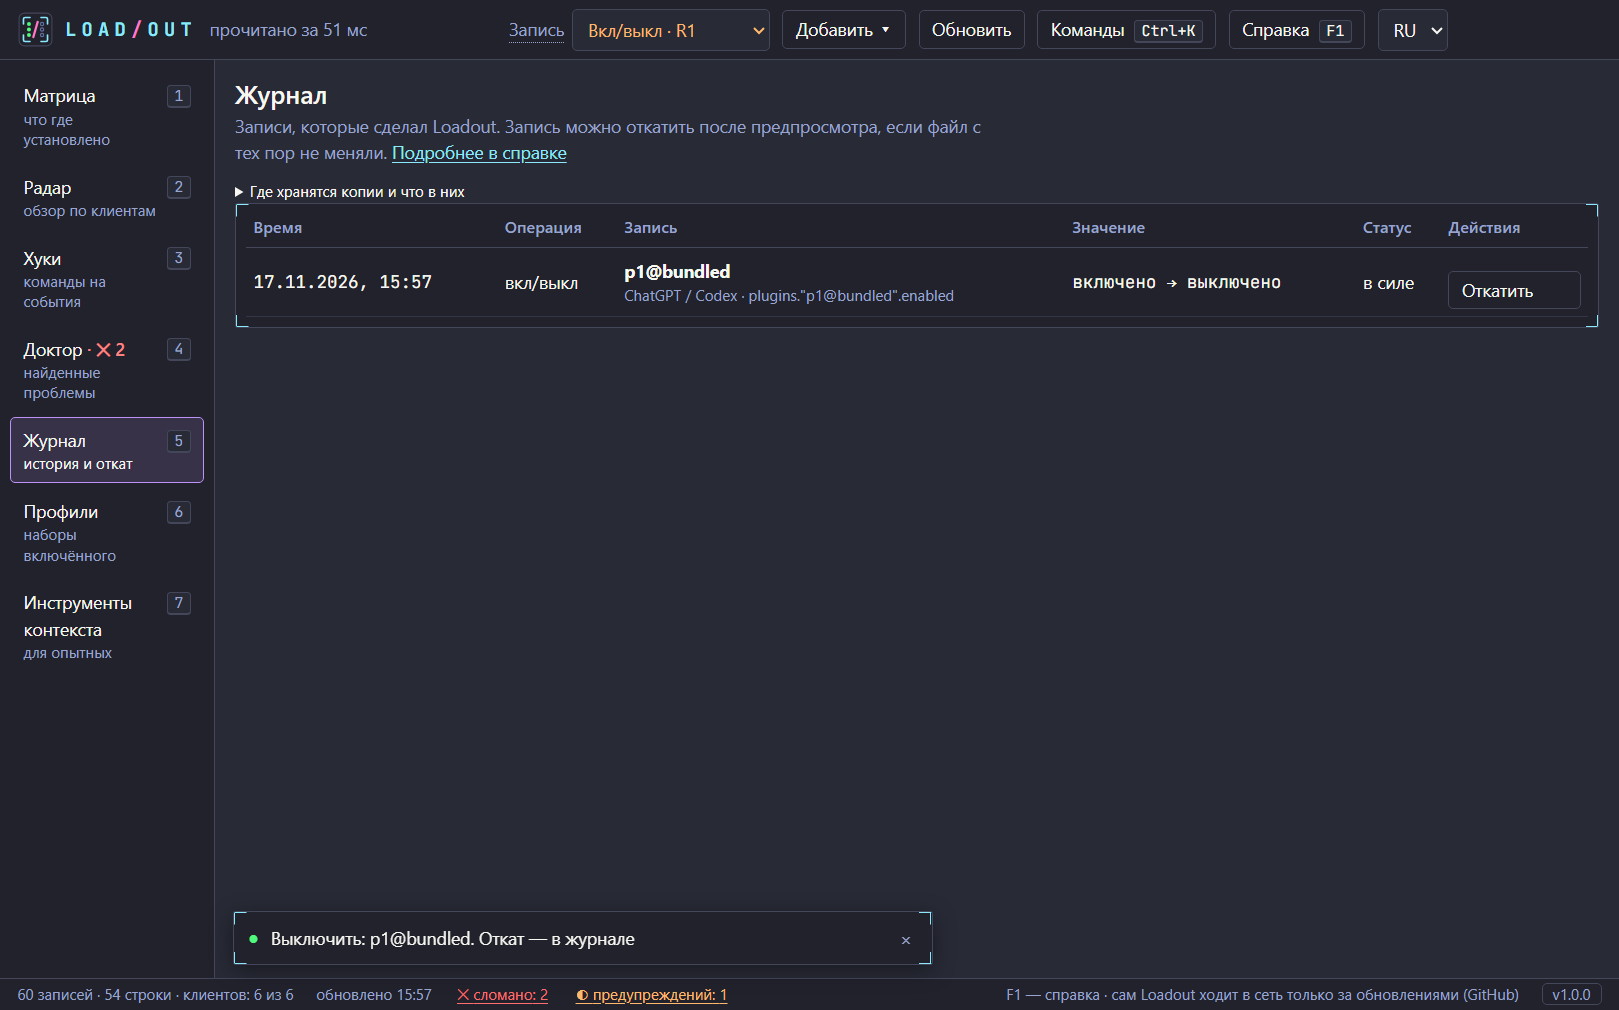 LOAD/OUT прочитано за 51 мс Запись Вкл/выкл · R1 Добавить ▾ Обновить Команды Ctrl+K Справка F1 RU
Матрица 1
что где
установлено
Радар 2
обзор по клиентам
Хуки 3
команды на
события
Доктор · ✕ 2 4
найденные
проблемы
Журнал 5
история и откат
Профили 6
наборы
включённого
Инструменты 7
контекста
для опытных
Журнал
Записи, которые сделал Loadout. Запись можно откатить после предпросмотра, если файл с
тех пор не меняли. Подробнее в справке
▶ Где хранятся копии и что в них
Время Операция Запись Значение Статус Действия
17.11.2026, 15:57 вкл/выкл p1@bundled включено → выключено в силе Откатить
ChatGPT / Codex · plugins."p1@bundled".enabled
Выключить: p1@bundled. Откат — в журнале ×
60 записей · 54 строки · клиентов: 6 из 6 обновлено 15:57 ✕ сломано: 2 ◐ предупреждений: 1 F1 — справка · сам Loadout ходит в сеть только за обновлениями (GitHub) v1.0.0